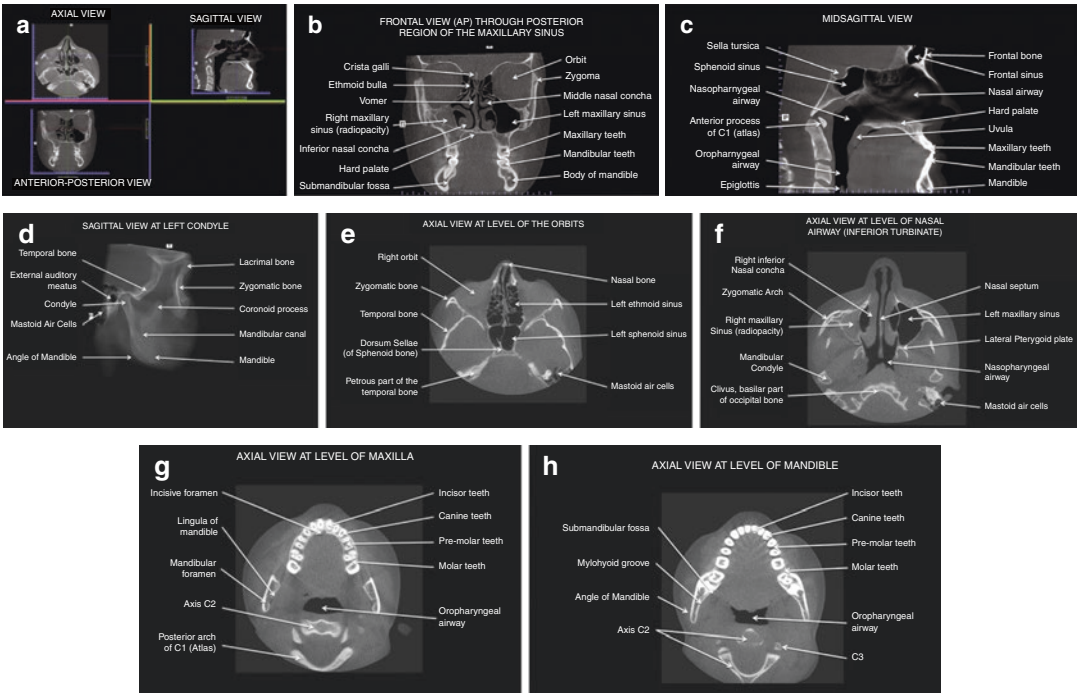 a
AXIAL VIEW
SAGITTAL VIEW
ANTERIOR-POSTERIOR VIEW
b
FRONTAL VIEW (AP) THROUGH POSTERIOR
REGION OF THE MAXILLARY SINUS
Crista galli
Ethmoid bulla
Vomer
Right maxillary
sinus (radiopacity)
Inferior nasal concha
Hard palate
Submandibular fossa
Orbit
Zygoma
Middle nasal concha
Left maxillary sinus
Maxillary teeth
Mandibular teeth
Body of mandible
c
MIDSAGITTAL VIEW
Sella tursica
Sphenoid sinus
Nasopharyngeal
airway
Anterior process
of C1 (atlas)
Oropharnygeal
airway
Epiglottis
Frontal bone
Frontal sinus
Nasal airway
Hard palate
Uvula
Maxillary teeth
Mandibular teeth
Mandible
d
SAGITTAL VIEW AT LEFT CONDYLE
Temporal bone
External auditory
meatus
Condyle
Mastoid Air Cells
Angle of Mandible
Lacrimal bone
Zygomatic bone
Coronoid process
Mandibular canal
Mandible
e
AXIAL VIEW AT LEVEL OF THE ORBITS
Right orbit
Zygomatic bone
Temporal bone
Dorsum Sellae
(of Sphenoid bone)
Petrous part of the
temporal bone
Nasal bone
Left ethmoid sinus
Left sphenoid sinus
Mastoid air cells
f
AXIAL VIEW AT LEVEL OF NASAL
AIRWAY (INFERIOR TURBINATE)
Right inferior
Nasal concha
Zygomatic Arch
Right maxillary
Sinus (radiopacity)
Mandibular
Condyle
Clivus, basilar part
of occipital bone
Nasal septum
Left maxillary sinus
Lateral Pterygoid plate
Nasopharyngeal
airway
Mastoid air cells
g
AXIAL VIEW AT LEVEL OF MAXILLA
Incisive foramen
Lingula of
mandible
Mandibular
foramen
Axis C2
Posterior arch
of C1 (Atlas)
Incisor teeth
Canine teeth
Pre-molar teeth
Molar teeth
Oropharyngeal
airway
h
AXIAL VIEW AT LEVEL OF MANDIBLE
Submandibular fossa
Mylohyoid groove
Angle of Mandible
Axis C2
Incisor teeth
Canine teeth
Pre-molar teeth
Molar teeth
Oropharyngeal
airway
C3